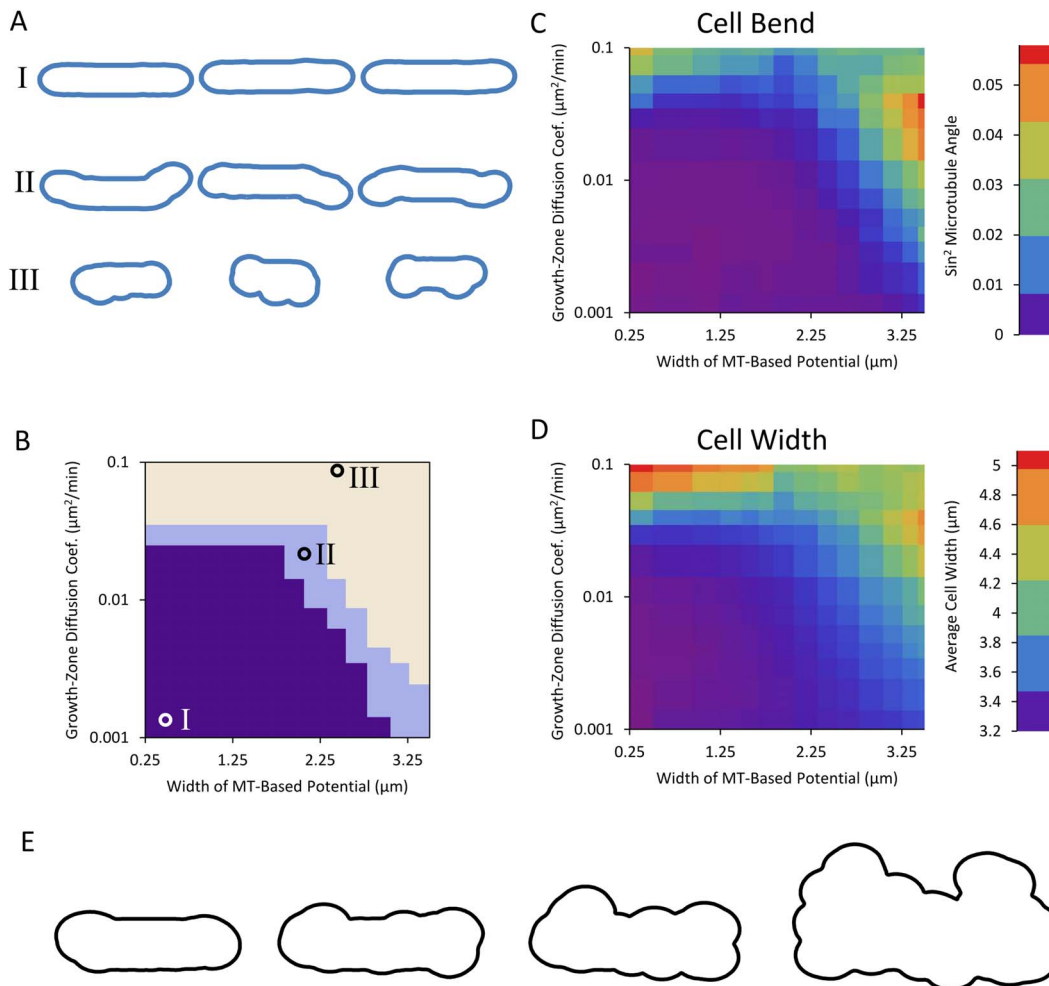 A
I
II
III
B
Growth-Zone Diffusion Coef. (µm²/min)
0.1
0.01
0.001
III
II
I
0.25
1.25
2.25
3.25
Width of MT-Based Potential (µm)
C
Cell Bend
Growth-Zone Diffusion Coef. (µm²/min)
0.1
0.01
0.001
0.25
1.25
2.25
3.25
Width of MT-Based Potential (µm)
Sin² Microtubule Angle
0.05
0.04
0.03
0.02
0.01
0
D
Cell Width
Growth-Zone Diffusion Coef. (µm²/min)
0.1
0.01
0.001
0.25
1.25
2.25
3.25
Width of MT-Based Potential (µm)
Average Cell Width (µm)
5
4.8
4.6
4.4
4.2
4
3.8
3.6
3.4
3.2
E